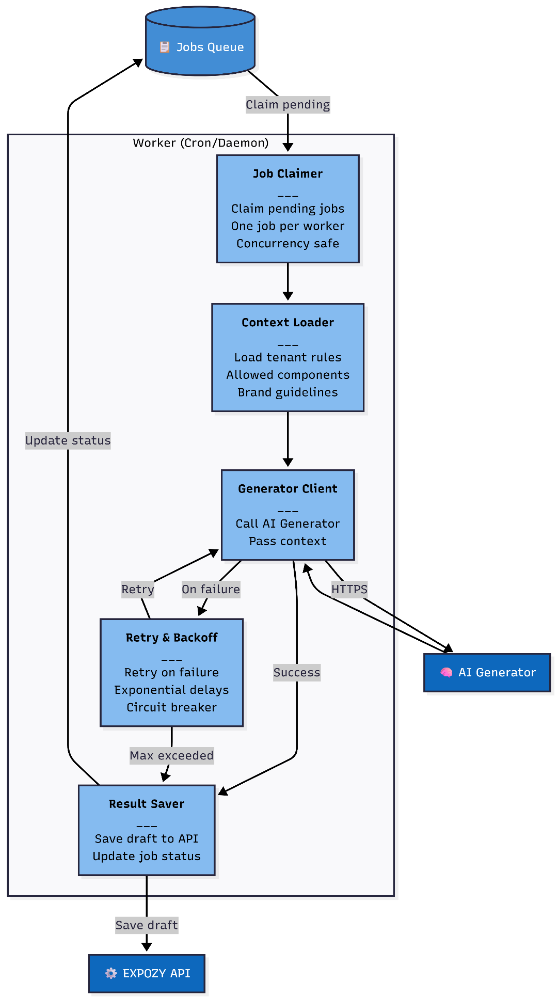 📋 Jobs Queue
Claim pending
Worker (Cron/Daemon)
Job Claimer
___
Claim pending jobs
One job per worker
Concurrency safe
Context Loader
___
Load tenant rules
Allowed components
Brand guidelines
Update status
Generator Client
___
Call AI Generator
Pass context
Retry
On failure
HTTPS
Retry & Backoff
___
Retry on failure
Exponential delays
Circuit breaker
Success
🧠 AI Generator
Max exceeded
Result Saver
___
Save draft to API
Update job status
Save draft
⚙️ EXPOZY API